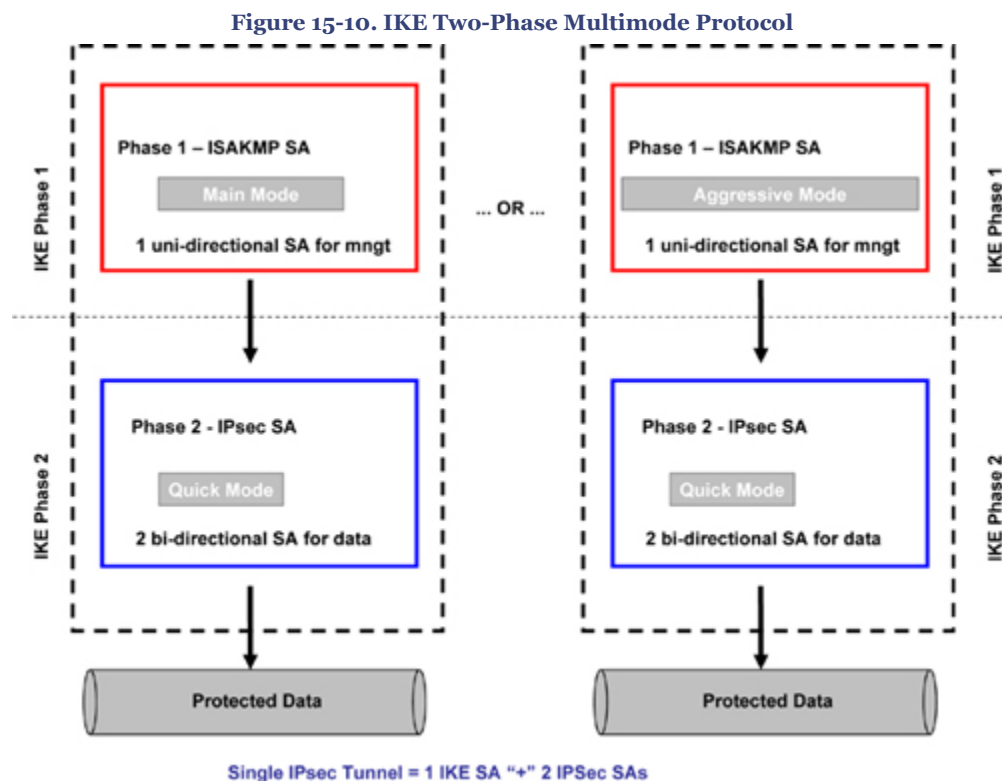 Figure 15-10. IKE Two-Phase Multimode Protocol
IKE Phase 1
Phase 1 – ISAKMP SA
Main Mode
1 uni-directional SA for mngt
... OR ...
Phase 1 – ISAKMP SA
Aggressive Mode
1 uni-directional SA for mngt
IKE Phase 1
IKE Phase 2
Phase 2 - IPsec SA
Quick Mode
2 bi-directional SA for data
Phase 2 - IPsec SA
Quick Mode
2 bi-directional SA for data
IKE Phase 2
Protected Data
Protected Data
Single IPsec Tunnel = 1 IKE SA “+” 2 IPSec SAs